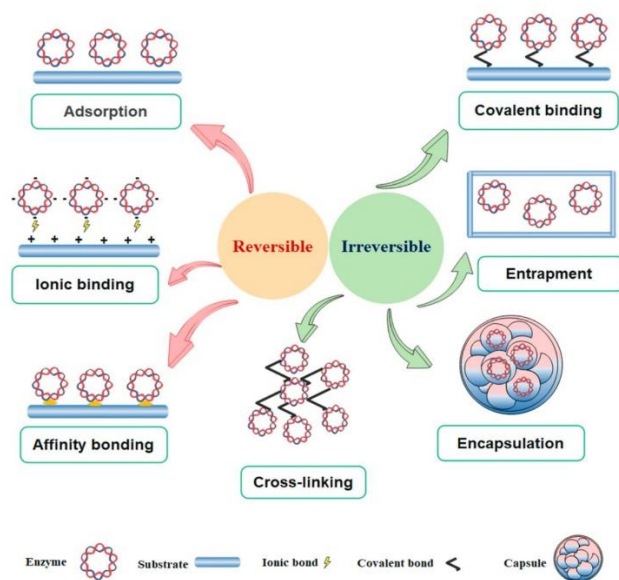 Adsorption
Covalent binding
Reversible
Irreversible
Ionic binding
Entrapment
Affinity bonding
Encapsulation
Cross-linking
Enzyme
Substrate
Ionic bond
Covalent bond
Capsule